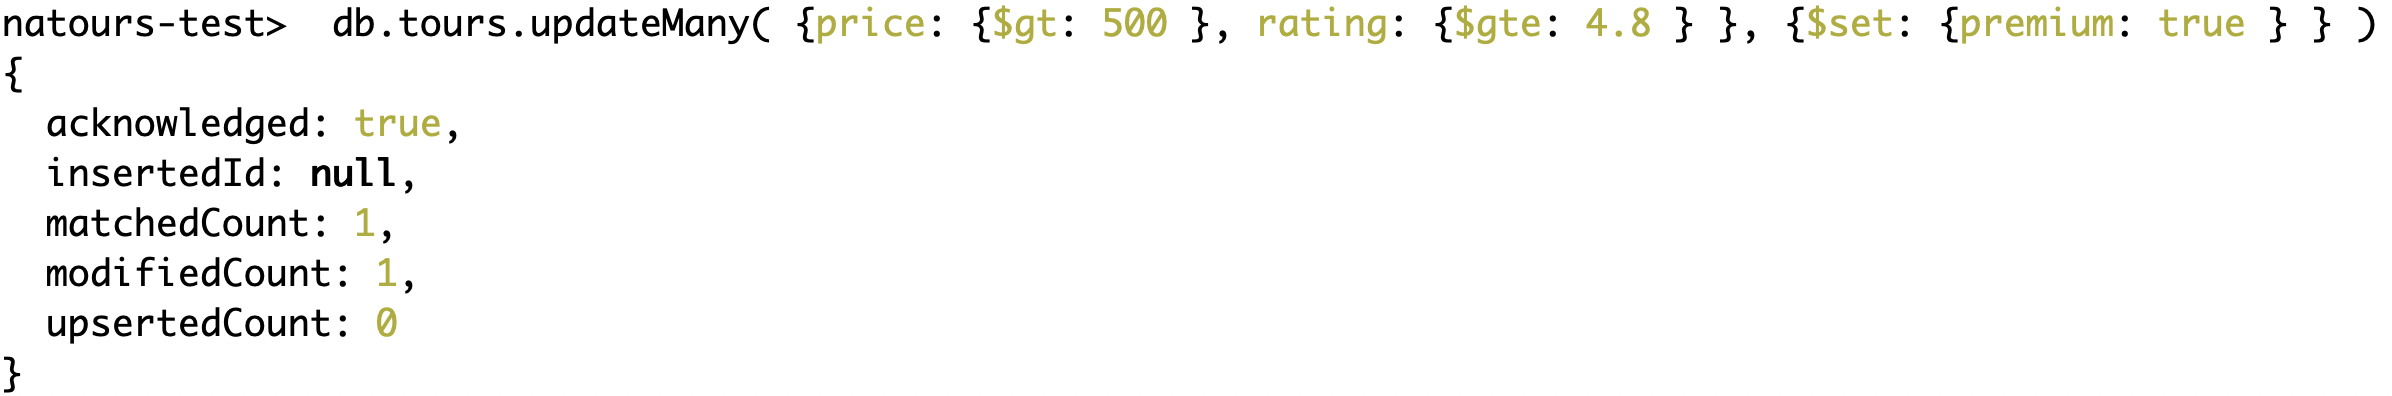 natours-test>  db.tours.updateMany( {price: {$gt: 500 }, rating: {$gte: 4.8 } }, {$set: {premium: true } } )
{
  acknowledged: true,
  insertedId: null,
  matchedCount: 1,
  modifiedCount: 1,
  upsertedCount: 0
}